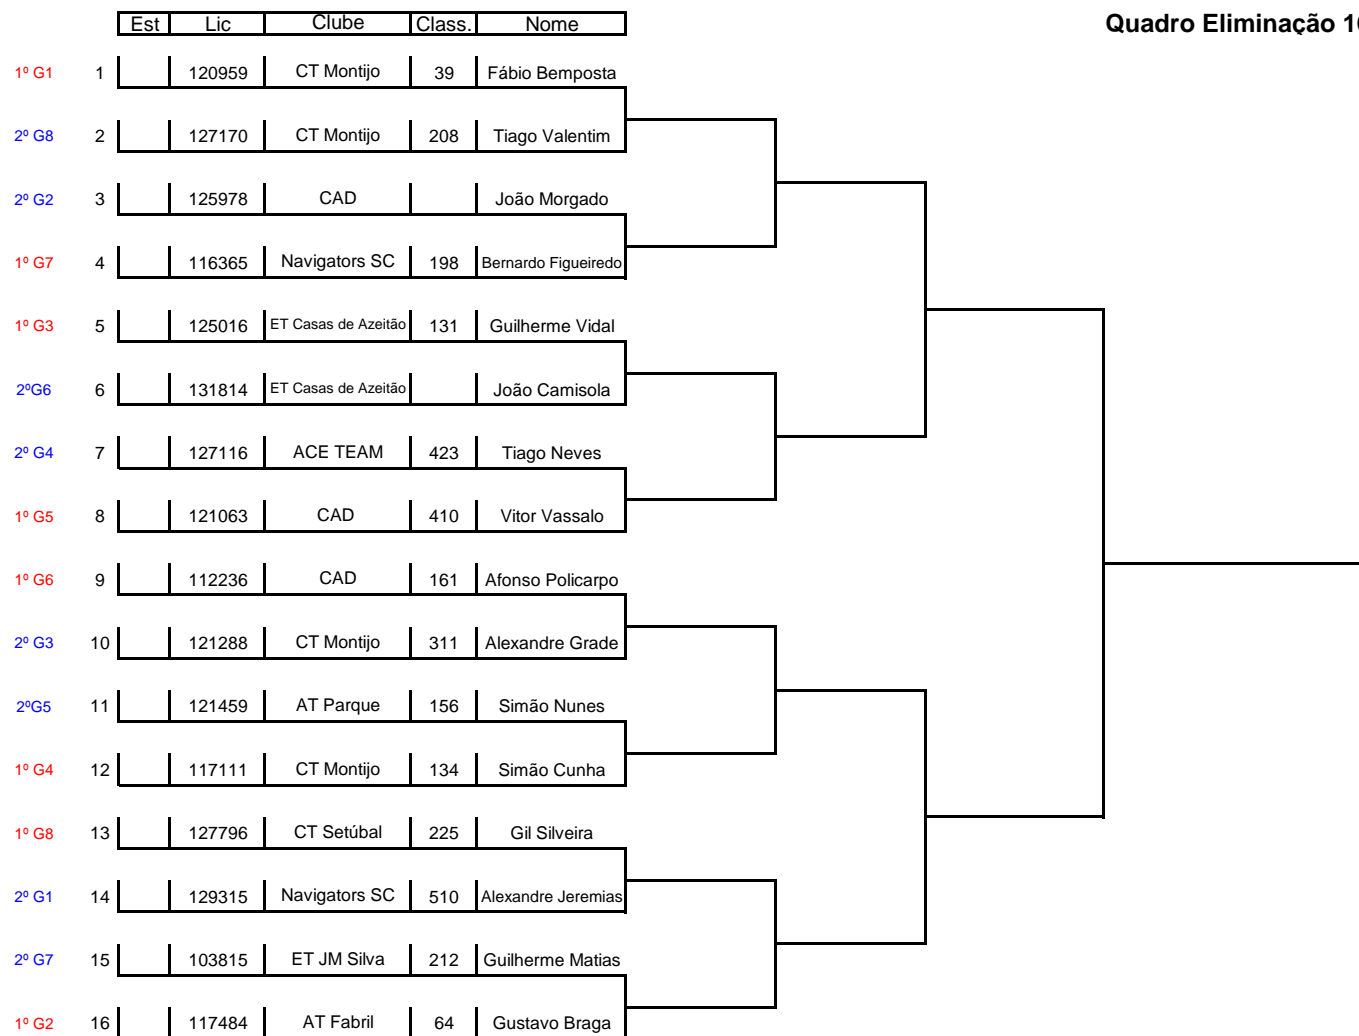 Est Lic Clube Class. Nome Quadro Eliminação 16
1º G1 1 120959 CT Montijo 39 Fábio Bemposta
2º G8 2 127170 CT Montijo 208 Tiago Valentim
2º G2 3 125978 CAD João Morgado
1º G7 4 116365 Navigators SC 198 Bernardo Figueiredo
1º G3 5 125016 ET Casas de Azeitão 131 Guilherme Vidal
2ºG6 6 131814 ET Casas de Azeitão João Camisola
2º G4 7 127116 ACE TEAM 423 Tiago Neves
1º G5 8 121063 CAD 410 Vitor Vassalo
1º G6 9 112236 CAD 161 Afonso Policarpo
2º G3 10 121288 CT Montijo 311 Alexandre Grade
2ºG5 11 121459 AT Parque 156 Simão Nunes
1º G4 12 117111 CT Montijo 134 Simão Cunha
1º G8 13 127796 CT Setúbal 225 Gil Silveira
2º G1 14 129315 Navigators SC 510 Alexandre Jeremias
2º G7 15 103815 ET JM Silva 212 Guilherme Matias
1º G2 16 117484 AT Fabril 64 Gustavo Braga